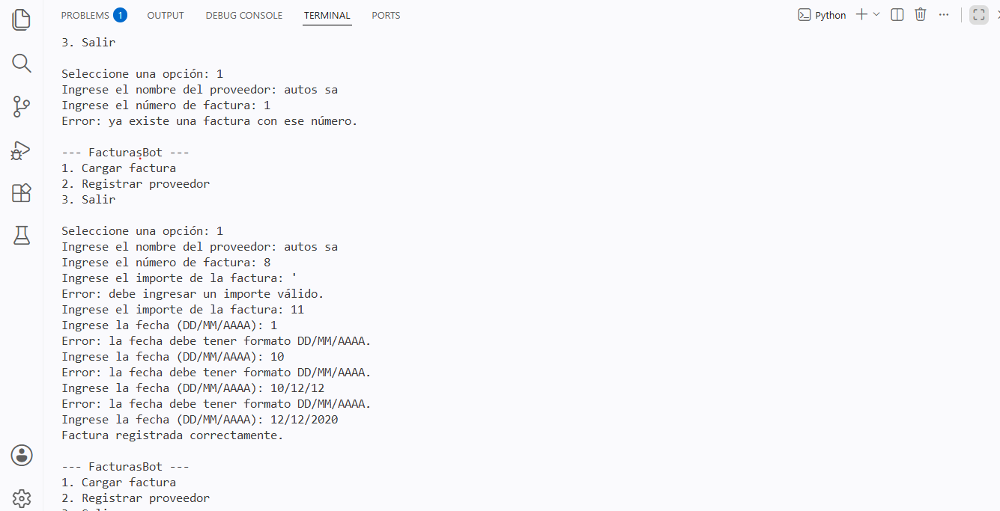 PROBLEMS 1 OUTPUT DEBUG CONSOLE TERMINAL PORTS Python
3. Salir
Seleccione una opción: 1
Ingrese el nombre del proveedor: autos sa
Ingrese el número de factura: 1
Error: ya existe una factura con ese número.
--- FacturasBot ---
1. Cargar factura
2. Registrar proveedor
3. Salir
Seleccione una opción: 1
Ingrese el nombre del proveedor: autos sa
Ingrese el número de factura: 8
Ingrese el importe de la factura: '
Error: debe ingresar un importe válido.
Ingrese el importe de la factura: 11
Ingrese la fecha (DD/MM/AAAA): 1
Error: la fecha debe tener formato DD/MM/AAAA.
Ingrese la fecha (DD/MM/AAAA): 10
Error: la fecha debe tener formato DD/MM/AAAA.
Ingrese la fecha (DD/MM/AAAA): 10/12/12
Error: la fecha debe tener formato DD/MM/AAAA.
Ingrese la fecha (DD/MM/AAAA): 12/12/2020
Factura registrada correctamente.
--- FacturasBot ---
1. Cargar factura
2. Registrar proveedor